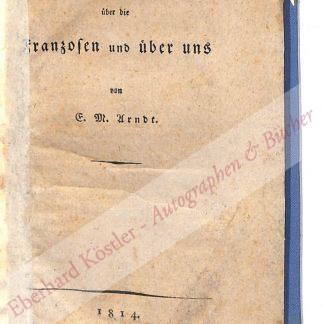 über die
Franzosen und über uns
von
E. M. Arndt.
Eberhard Köstler - Autographen & Bücher
1814.